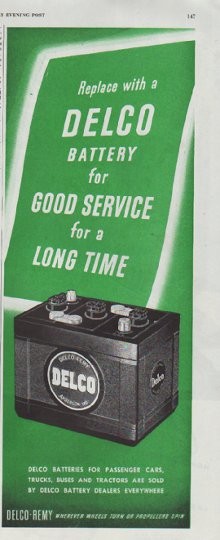 EVENING POST
147
Replace with a
DELCO
BATTERY
for
GOOD SERVICE
for a
LONG TIME
DELCO-REMY
DELCO
DELCO
DELCO BATTERIES FOR PASSENGER CARS,
TRUCKS, BUSES AND TRACTORS ARE SOLD
BY DELCO BATTERY DEALERS EVERYWHERE
DELCO-REMY WHEREVER WHEELS TURN OR PROPELLERS SPIN